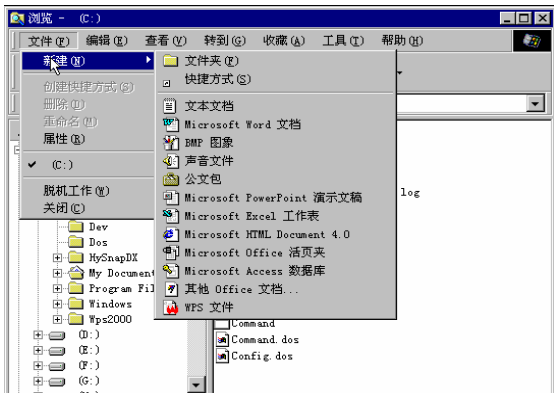 浏览 - (C:)
文件(F) 编辑(E) 查看(V) 转到(G) 收藏(A) 工具(T) 帮助(H)
新建(N)
创建快捷方式(S)
删除(D)
重命名(M)
属性(R)
(C:)
脱机工作(W)
关闭(C)
文件夹(F)
快捷方式(S)
文本文档
Microsoft Word 文档
BMP 图象
声音文件
公文包
Microsoft PowerPoint 演示文稿
Microsoft Excel 工作表
Microsoft HTML Document 4.0
Microsoft Office 活页夹
Microsoft Access 数据库
其他 Office 文档...
WPS 文件
Dev
Dos
HySnapDX
My Document
Program Fil
Windows
Wps2000
(D:)
(E:)
(F:)
(G:)
log
Command
Command.dos
Config.dos